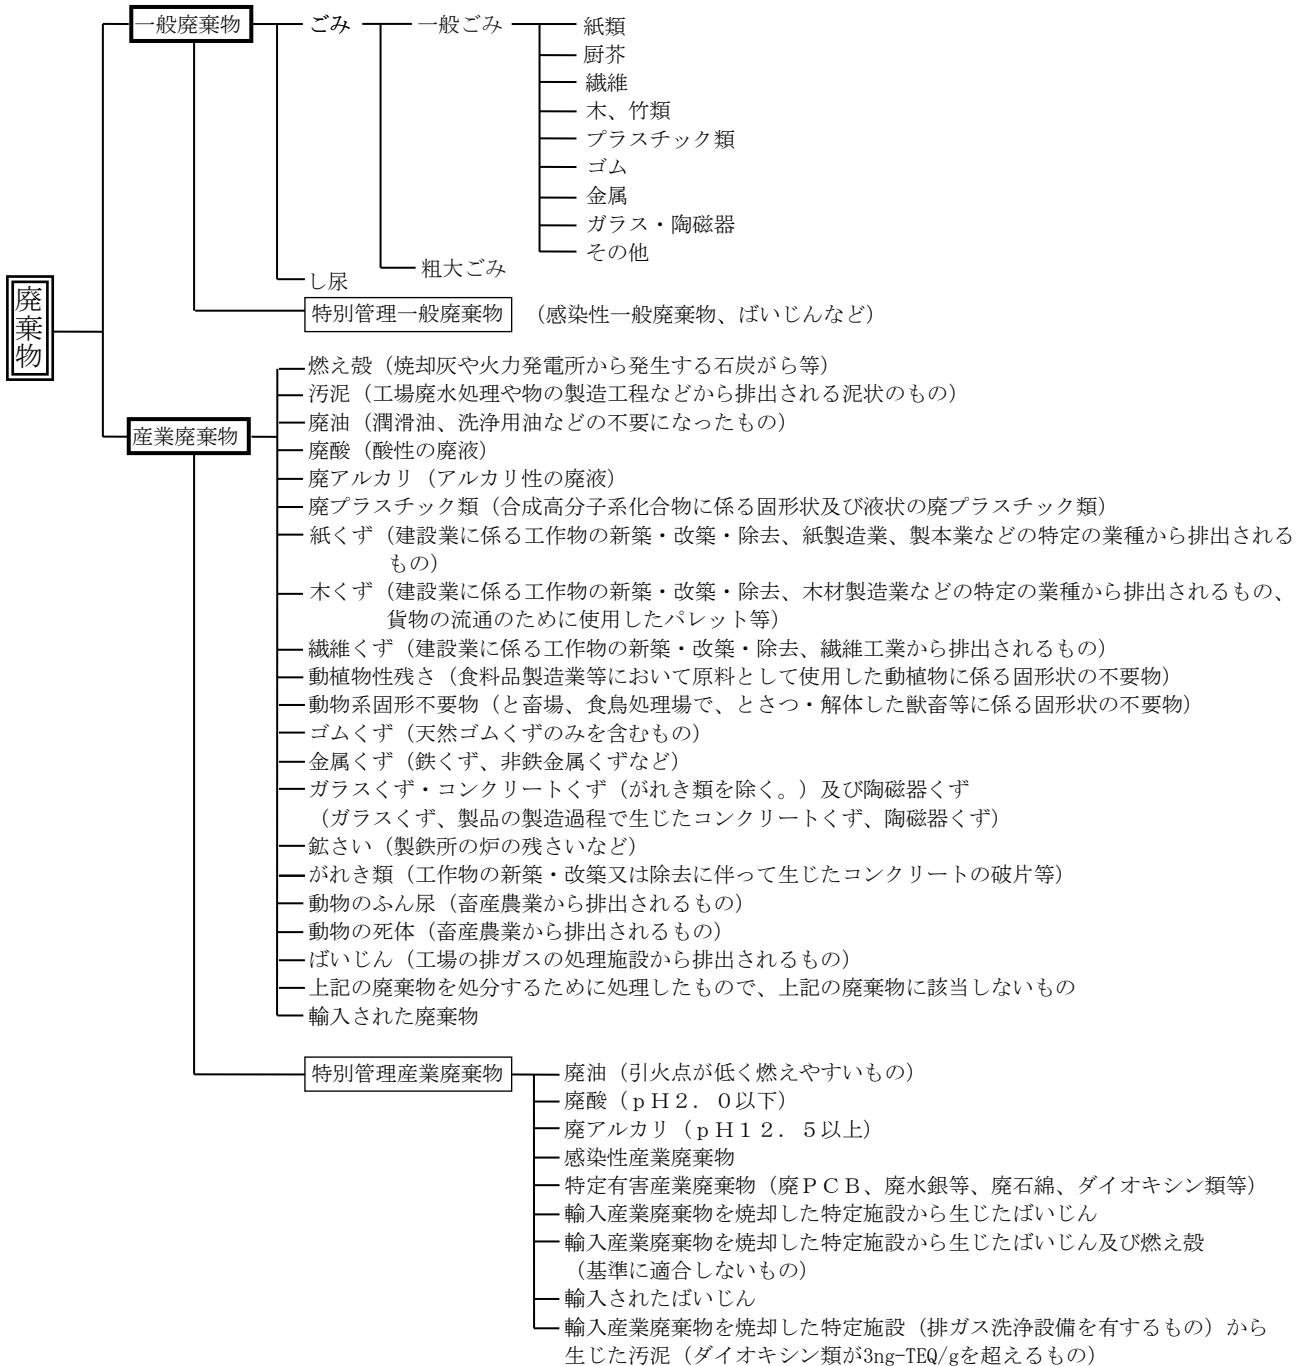 廃棄物
一般廃棄物
ごみ
一般ごみ
紙類
厨芥
繊維
木、竹類
プラスチック類
ゴム
金属
ガラス・陶磁器
その他
粗大ごみ
し尿
特別管理一般廃棄物
（感染性一般廃棄物、ばいじんなど）
産業廃棄物
燃え殻（焼却灰や火力発電所から発生する石炭がら等）
汚泥（工場廃水処理や物の製造工程などから排出される泥状のもの）
廃油（潤滑油、洗浄用油などの不要になったもの）
廃酸（酸性の廃液）
廃アルカリ（アルカリ性の廃液）
廃プラスチック類（合成高分子系化合物に係る固形状及び液状の廃プラスチック類）
紙くず（建設業に係る工作物の新築・改築・除去、紙製造業、製本業などの特定の業種から排出される
もの）
木くず（建設業に係る工作物の新築・改築・除去、木材製造業などの特定の業種から排出されるもの、
貨物の流通のために使用したパレット等）
繊維くず（建設業に係る工作物の新築・改築・除去、繊維工業から排出されるもの）
動植物性残さ（食料品製造業等において原料として使用した動植物に係る固形状の不要物）
動物系固形不要物（と畜場、食鳥処理場で、とさつ・解体した獣畜等に係る固形状の不要物）
ゴムくず（天然ゴムくずのみを含むもの）
金属くず（鉄くず、非鉄金属くずなど）
ガラスくず・コンクリートくず（がれき類を除く。）及び陶磁器くず
（ガラスくず、製品の製造過程で生じたコンクリートくず、陶磁器くず）
鉱さい（製鉄所の炉の残さいなど）
がれき類（工作物の新築・改築又は除去に伴って生じたコンクリートの破片等）
動物のふん尿（畜産農業から排出されるもの）
動物の死体（畜産農業から排出されるもの）
ばいじん（工場の排ガスの処理施設から排出されるもの）
上記の廃棄物を処分するために処理したもので、上記の廃棄物に該当しないもの
輸入された廃棄物
特別管理産業廃棄物
廃油（引火点が低く燃えやすいもの）
廃酸（ｐＨ２．０以下）
廃アルカリ（ｐＨ１２．５以上）
感染性産業廃棄物
特定有害産業廃棄物（廃ＰＣＢ、廃水銀等、廃石綿、ダイオキシン類等）
輸入産業廃棄物を焼却した特定施設から生じたばいじん
輸入産業廃棄物を焼却した特定施設から生じたばいじん及び燃え殻
（基準に適合しないもの）
輸入されたばいじん
輸入産業廃棄物を焼却した特定施設（排ガス洗浄設備を有するもの）から
生じた汚泥（ダイオキシン類が3ng-TEQ/gを超えるもの）